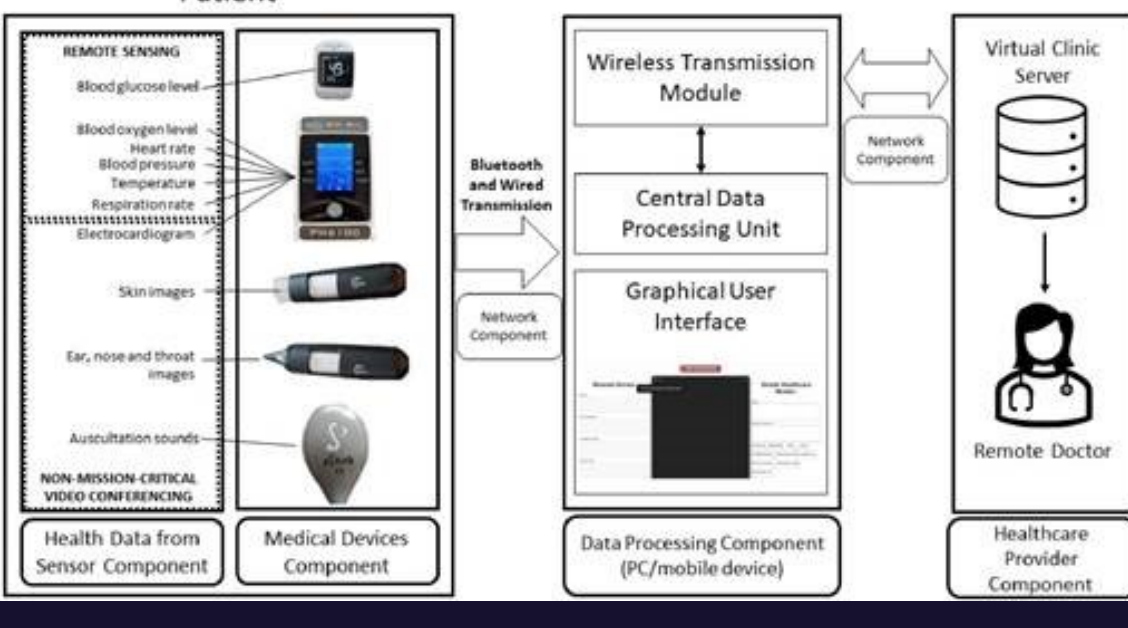 Patient
REMOTE SENSING
Blood glucose level
Blood oxygen level
Heart rate
Blood pressure
Temperature
Respiration rate
Electrocardiogram
Skin images
Ear, nose and throat
images
Auscultation sounds
NON-MISSION-CRITICAL
VIDEO CONFERENCING
Health Data from
Sensor Component
Medical Devices
Component
Bluetooth
and Wired
Transmission
Network
Component
Wireless Transmission
Module
Central Data
Processing Unit
Graphical User
Interface
Data Processing Component
(PC/mobile device)
Network
Component
Virtual Clinic
Server
Remote Doctor
Healthcare
Provider
Component